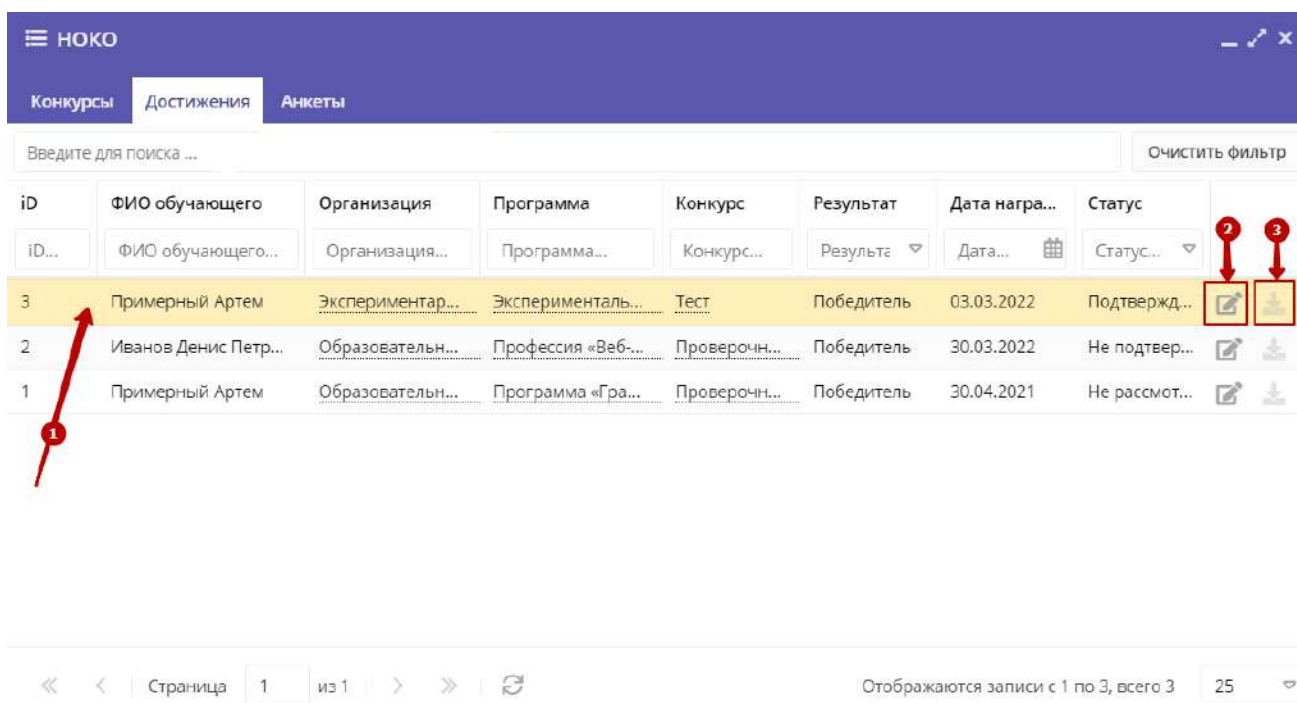 НОКО
Конкурсы Достижения Анкеты
Введите для поиска ... Очистить фильтр
iD ФИО обучающего Организация Программа Конкурс Результат Дата награ... Статус
iD... ФИО обучающего... Организация... Программа... Конкурс... Результа Дата... Статус... 2 3
3 Примерный Артем Экспериментар... Эксперименталь... Тест Победитель 03.03.2022 Подтвержд...
2 Иванов Денис Петр... Образовательн... Профессия «Веб-... Проверочн... Победитель 30.03.2022 Не подтвер...
1 Примерный Артем Образовательн... Программа «Гра... Проверочн... Победитель 30.04.2021 Не рассмот...
1
Страница 1 из 1 Отображаются записи с 1 по 3, всего 3 25